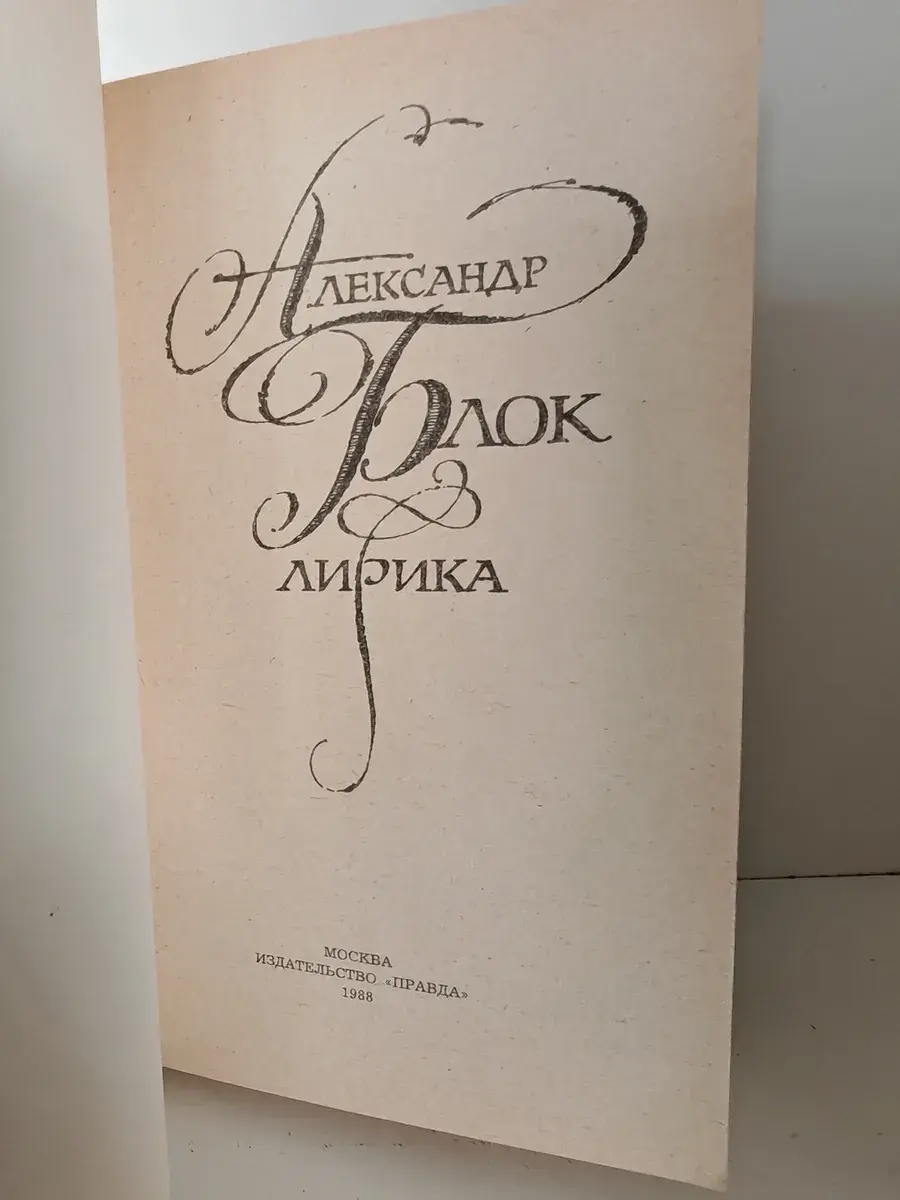 Александр
Блок
лирика
МОСКВА
ИЗДАТЕЛЬСТВО «ПРАВДА»
1988